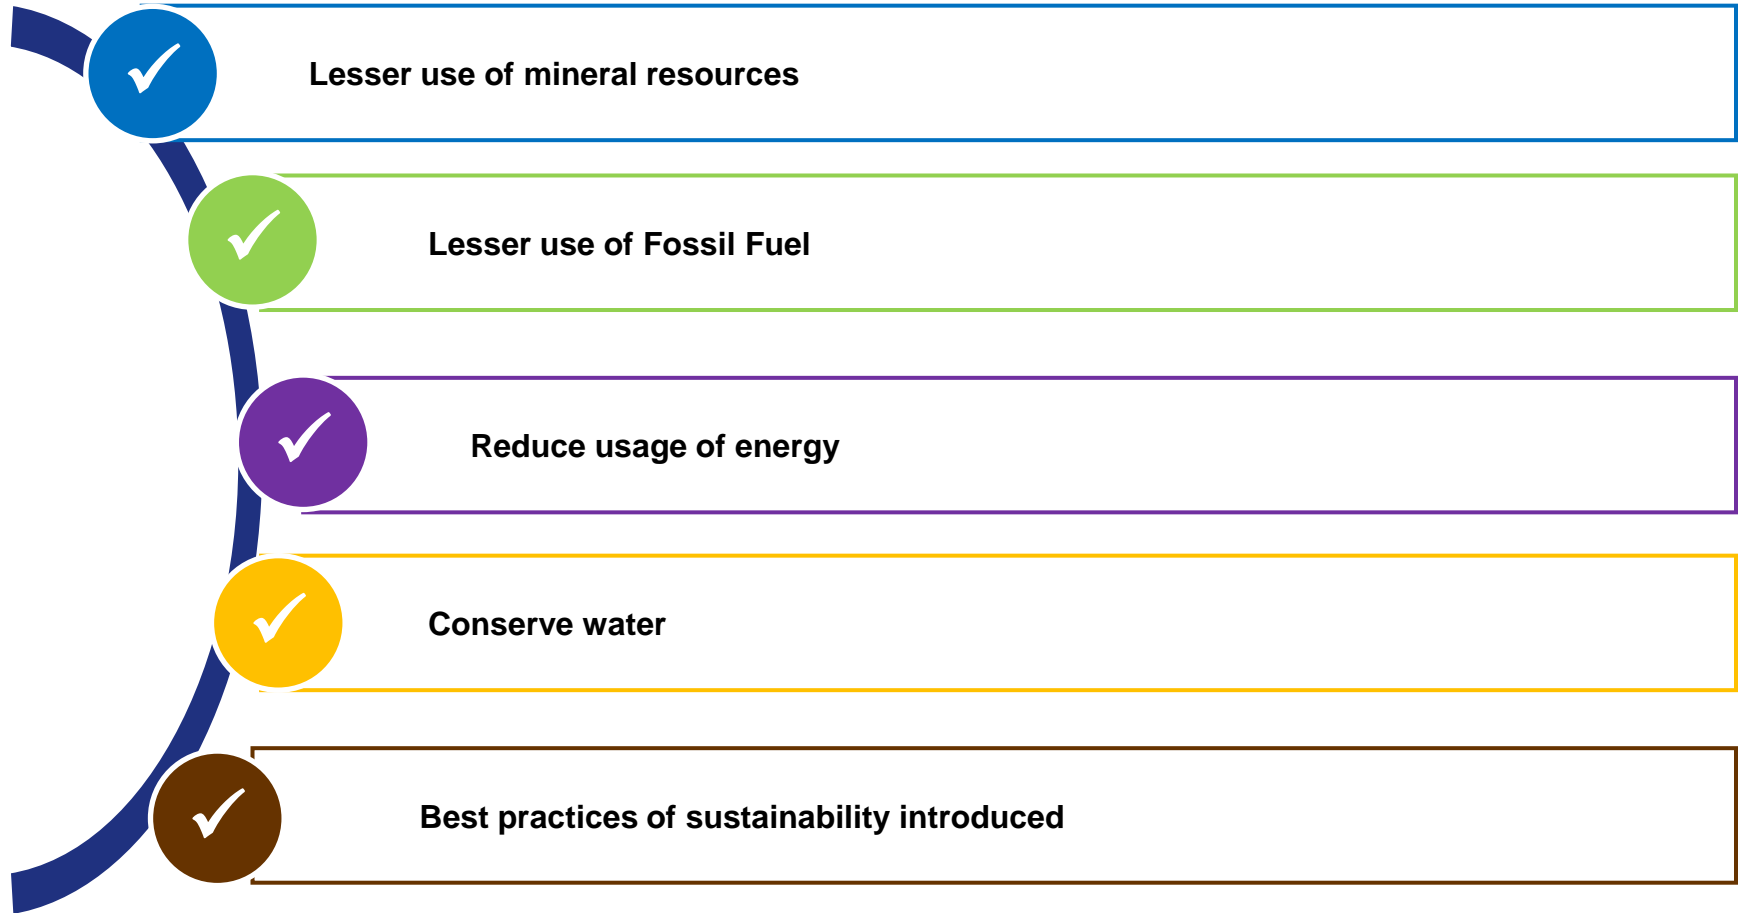 Lesser use of mineral resources
Lesser use of Fossil Fuel
Reduce usage of energy
Conserve water
Best practices of sustainability introduced